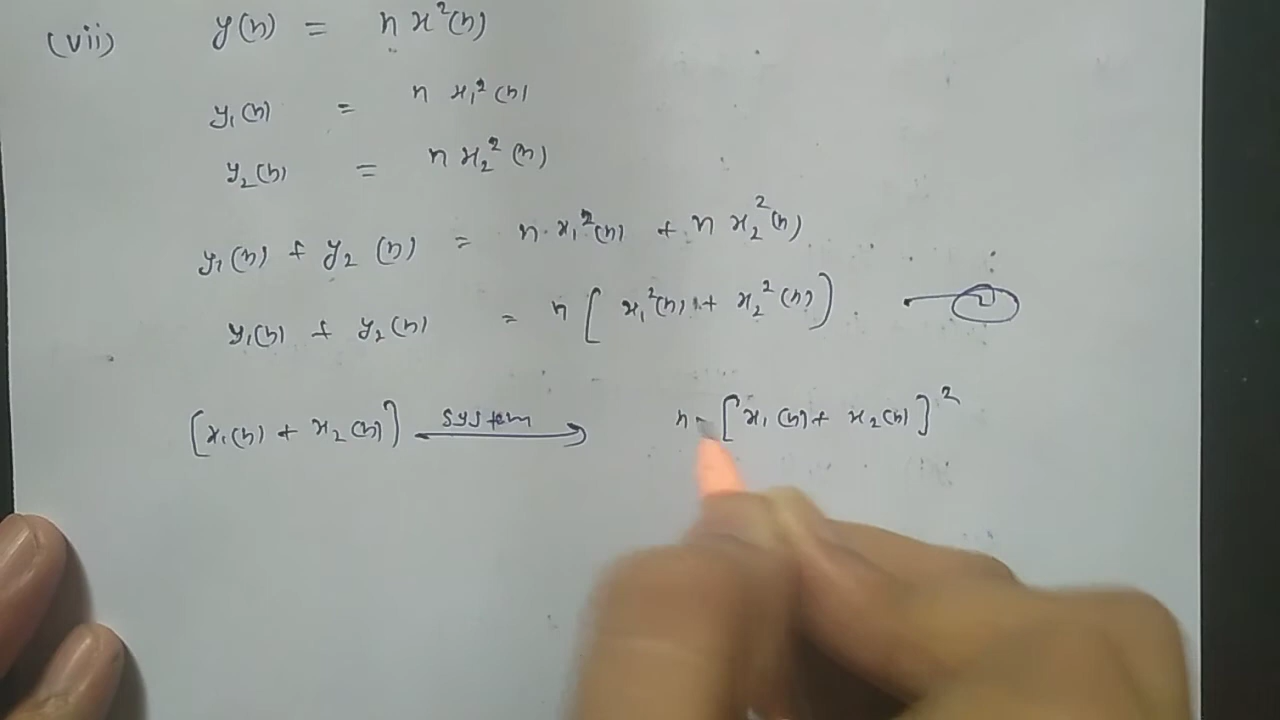 (vii) y(n) = n x²(n)
y₁(n) = n x₁²(n)
y₂(n) = n x₂²(n)
y₁(n) + y₂(n) = n·x₁²(n) + n x₂²(n)
y₁(n) + y₂(n) = n[x₁²(n) + x₂²(n)]
[x₁(n) + x₂(n)] system → n·[x₁(n) + x₂(n)]²